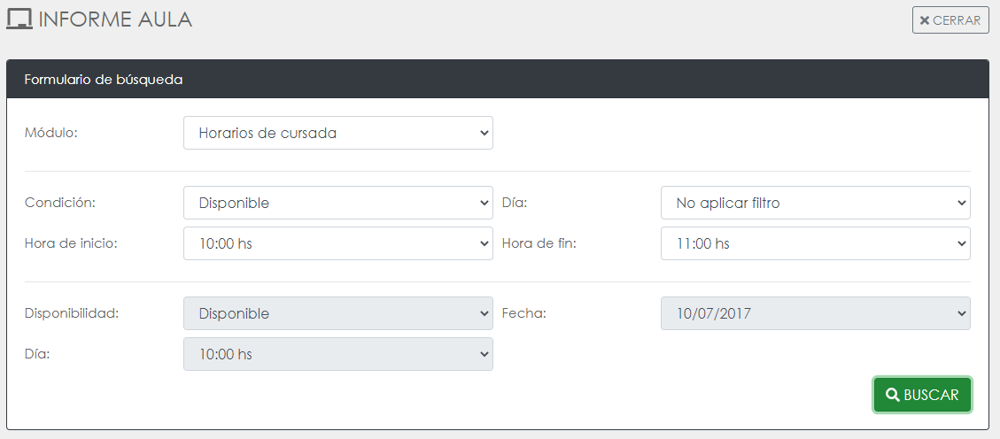 INFORME AULA
CERRAR
Formulario de búsqueda
Módulo: Horarios de cursada
Condición: Disponible Día: No aplicar filtro
Hora de inicio: 10:00 hs Hora de fin: 11:00 hs
Disponibilidad: Disponible Fecha: 10/07/2017
Día: 10:00 hs
BUSCAR